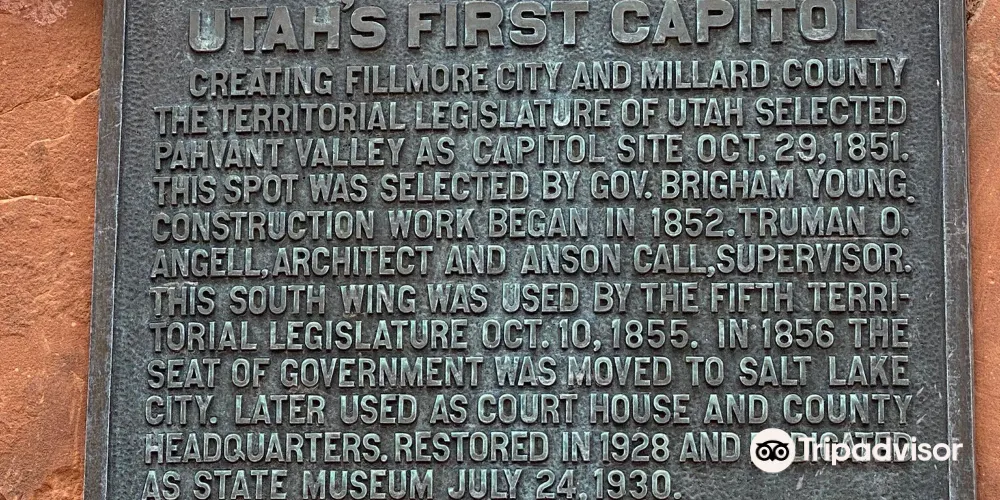 UTAH'S FIRST CAPITOL
CREATING FILLMORE CITY AND MILLARD COUNTY
THE TERRITORIAL LEGISLATURE OF UTAH SELECTED
PAHVANT VALLEY AS CAPITOL SITE OCT. 29, 1851.
THIS SPOT WAS SELECTED BY GOV. BRIGHAM YOUNG.
CONSTRUCTION WORK BEGAN IN 1852. TRUMAN O.
ANGELL, ARCHITECT AND ANSON CALL, SUPERVISOR.
THIS SOUTH WING WAS USED BY THE FIFTH TERRI-
TORIAL LEGISLATURE OCT. 10, 1855. IN 1856 THE
SEAT OF GOVERNMENT WAS MOVED TO SALT LAKE
CITY. LATER USED AS COURT HOUSE AND COUNTY
HEADQUARTERS. RESTORED IN 1928 AND
AS STATE MUSEUM JULY 24, 1930.
Tripadvisor